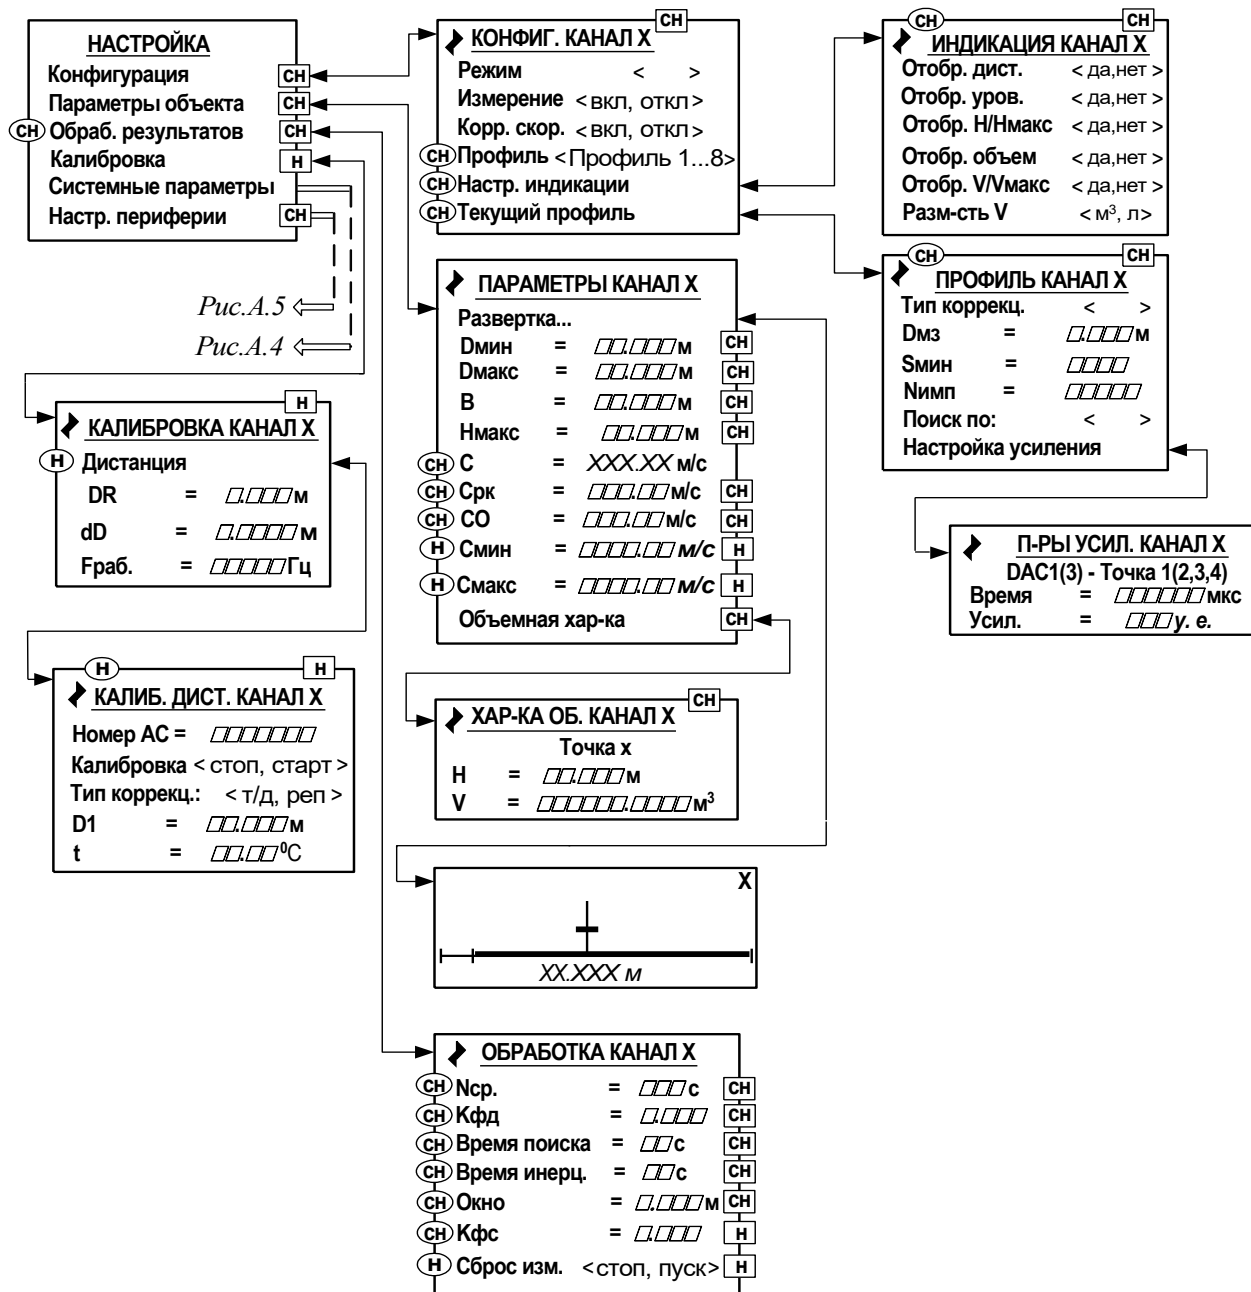 НАСТРОЙКА
Конфигурация СН
Параметры объекта СН
СН Обраб. результатов СН
Калибровка Н
Системные параметры
Настр. периферии СН
Рис.А.5
Рис.А.4
СН
КОНФИГ. КАНАЛ X
Режим < >
Измерение <вкл, откл>
Корр. скор. <вкл, откл>
СН Профиль <Профиль 1...8>
СН Настр. индикации
СН Текущий профиль
СН СН
ИНДИКАЦИЯ КАНАЛ X
Отобр. дист. <да,нет>
Отобр. уров. <да,нет>
Отобр. Н/Нмакс <да,нет>
Отобр. объем <да,нет>
Отобр. V/Vмакс <да,нет>
Разм-сть V <м³, л>
СН СН
ПРОФИЛЬ КАНАЛ X
Тип коррекц. < >
Dмз = . м
Sмин =
Nимп =
Поиск по: < >
Настройка усиления
П-РЫ УСИЛ. КАНАЛ X
DAC1(3) - Точка 1(2,3,4)
Время = мкс
Усил. = у. е.
ПАРАМЕТРЫ КАНАЛ X
Развертка...
Dмин = . м СН
Dмакс = . м СН
В = . м СН
Нмакс = . м СН
СН С = XXX.XX м/с
СН Срк = . м/с СН
СН СО = . м/с СН
Н Смин = . м/с Н
Н Смакс = . м/с Н
Объемная хар-ка СН
Н
КАЛИБРОВКА КАНАЛ X
Н Дистанция
DR = . м
dD = . м
Fраб. = Гц
Н Н
КАЛИБ. ДИСТ. КАНАЛ X
Номер АС =
Калибровка <стоп, старт>
Тип коррекц.: <т/д, реп>
D1 = . м
t = . ⁰С
СН
ХАР-КА ОБ. КАНАЛ X
Точка х
Н = . м
V = . м³
X
XX.XXX м
ОБРАБОТКА КАНАЛ X
СН Nср. = с СН
СН Кфд = . СН
СН Время поиска = с СН
СН Время инерц. = с СН
СН Окно = . м СН
СН Кфс = . Н
Н Сброс изм. <стоп, пуск> Н